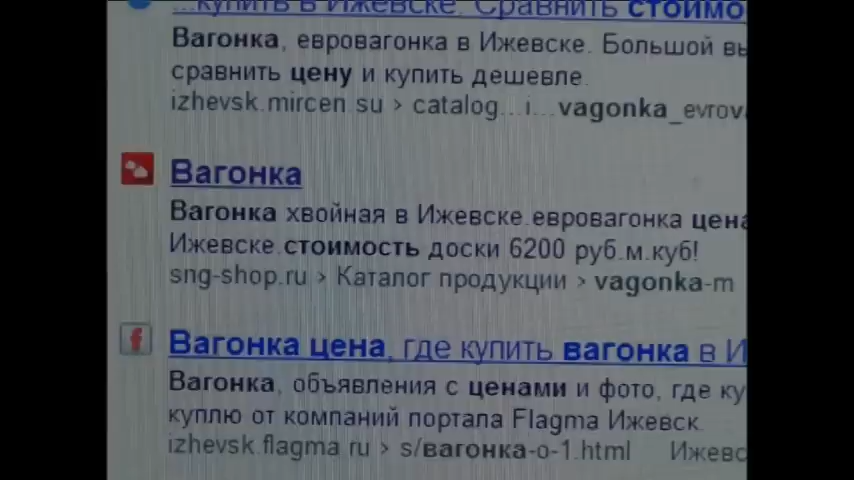 ...купить в Ижевске. Сравнить стоимо
Вагонка, евровагонка в Ижевске. Большой вы
сравнить цену и купить дешевле.
izhevsk.mircen.su › catalog...i...vagonka_evrova
Вагонка
Вагонка хвойная в Ижевске.евровагонка цена
Ижевске.стоимость доски 6200 руб.м.куб!
sng-shop.ru › Каталог продукции › vagonka-m
Вагонка цена, где купить вагонка в И
Вагонка, объявления с ценами и фото, где ку
куплю от компаний портала Flagma Ижевск.
izhevsk.flagma.ru › s/вагонка-o-1.html Ижевс